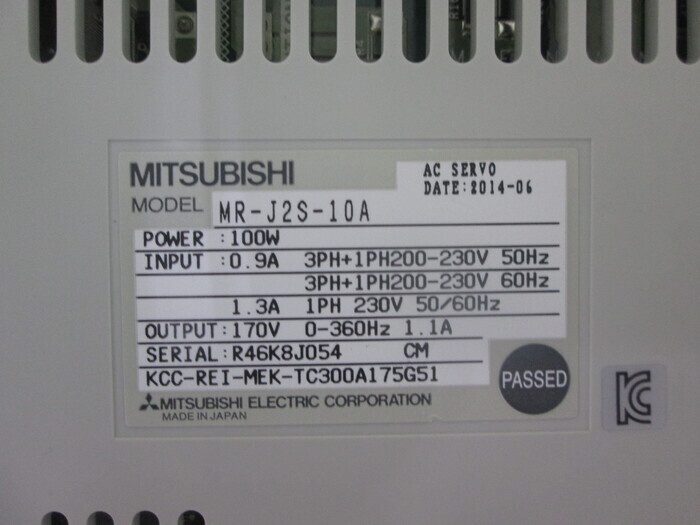 MITSUBISHI
AC SERVO
DATE:2014-06
MODEL MR-J2S-10A
POWER :100W
INPUT :0.9A 3PH+1PH200-230V 50Hz
3PH+1PH200-230V 60Hz
1.3A 1PH 230V 50/60Hz
OUTPUT:170V 0-360Hz 1.1A
SERIAL:R46K8J054 CM
KCC-REI-MEK-TC300A175G51
PASSED
MITSUBISHI ELECTRIC CORPORATION
MADE IN JAPAN